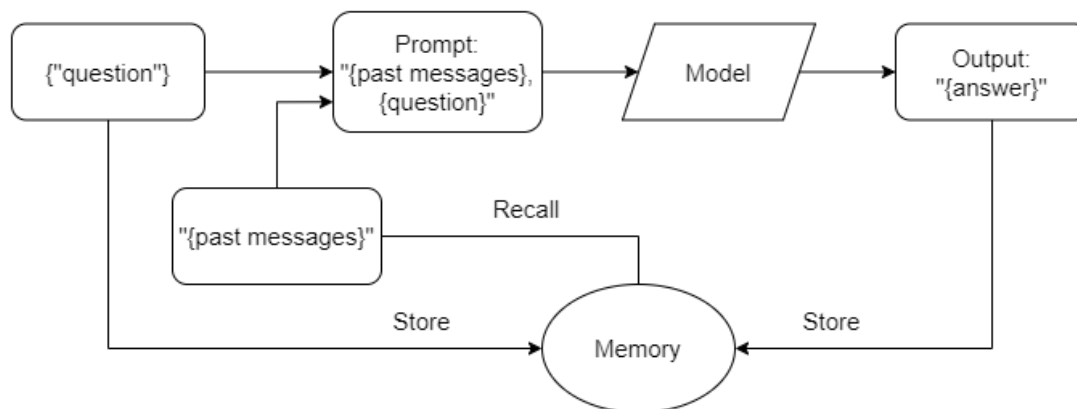 {"question"}
Prompt:
"{past messages},
{question}"
Model
Output:
"{answer}"
"{past messages}"
Recall
Store
Memory
Store